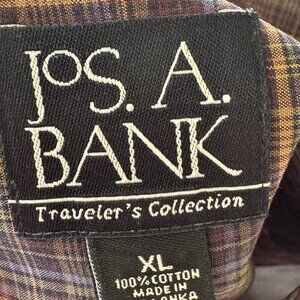 JOS. A.
BANK
Traveler's Collection
XL
100% COTTON
MADE IN